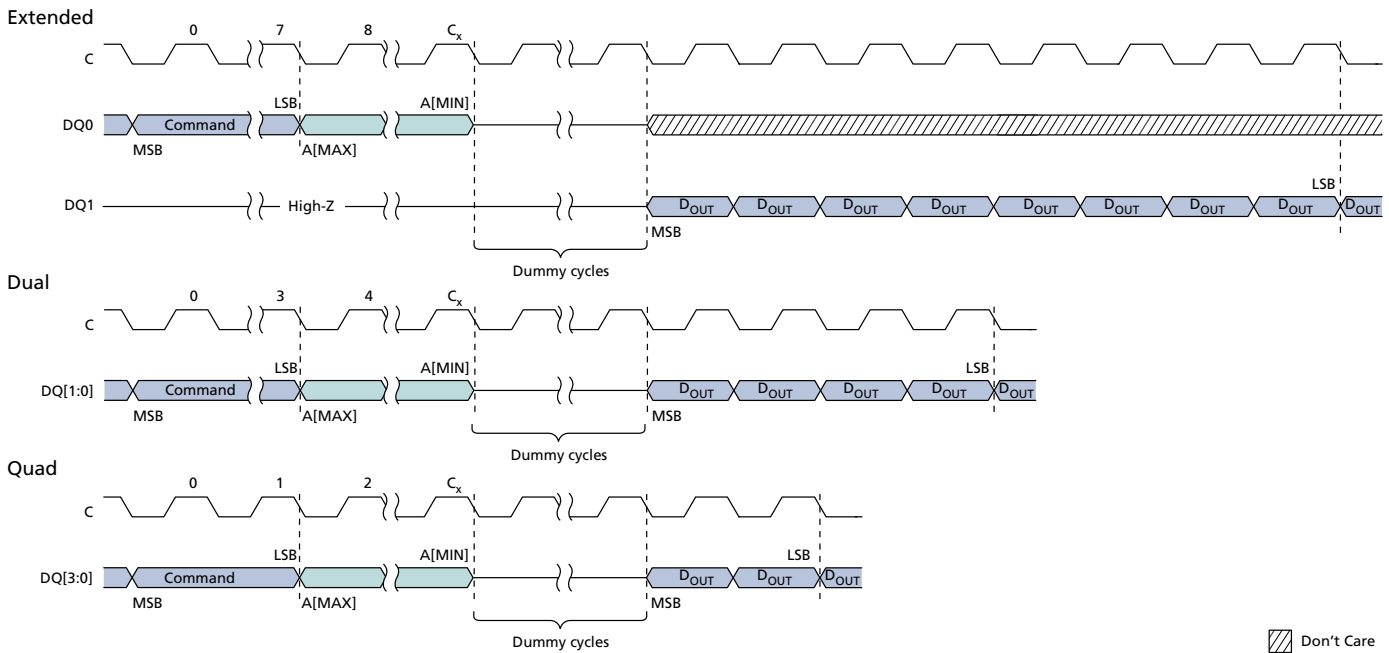 Extended
0 7 8 Cx
C
LSB A[MIN]
DQ0 Command
MSB A[MAX]
LSB
DQ1 High-Z DOUT DOUT DOUT DOUT DOUT DOUT DOUT DOUT DOUT
MSB
Dummy cycles
Dual
0 3 4 Cx
C
LSB A[MIN] LSB
DQ[1:0] Command DOUT DOUT DOUT DOUT DOUT
MSB A[MAX] MSB
Dummy cycles
Quad
0 1 2 Cx
C
LSB A[MIN] LSB
DQ[3:0] Command DOUT DOUT DOUT
MSB A[MAX] MSB
Dummy cycles
Don't Care